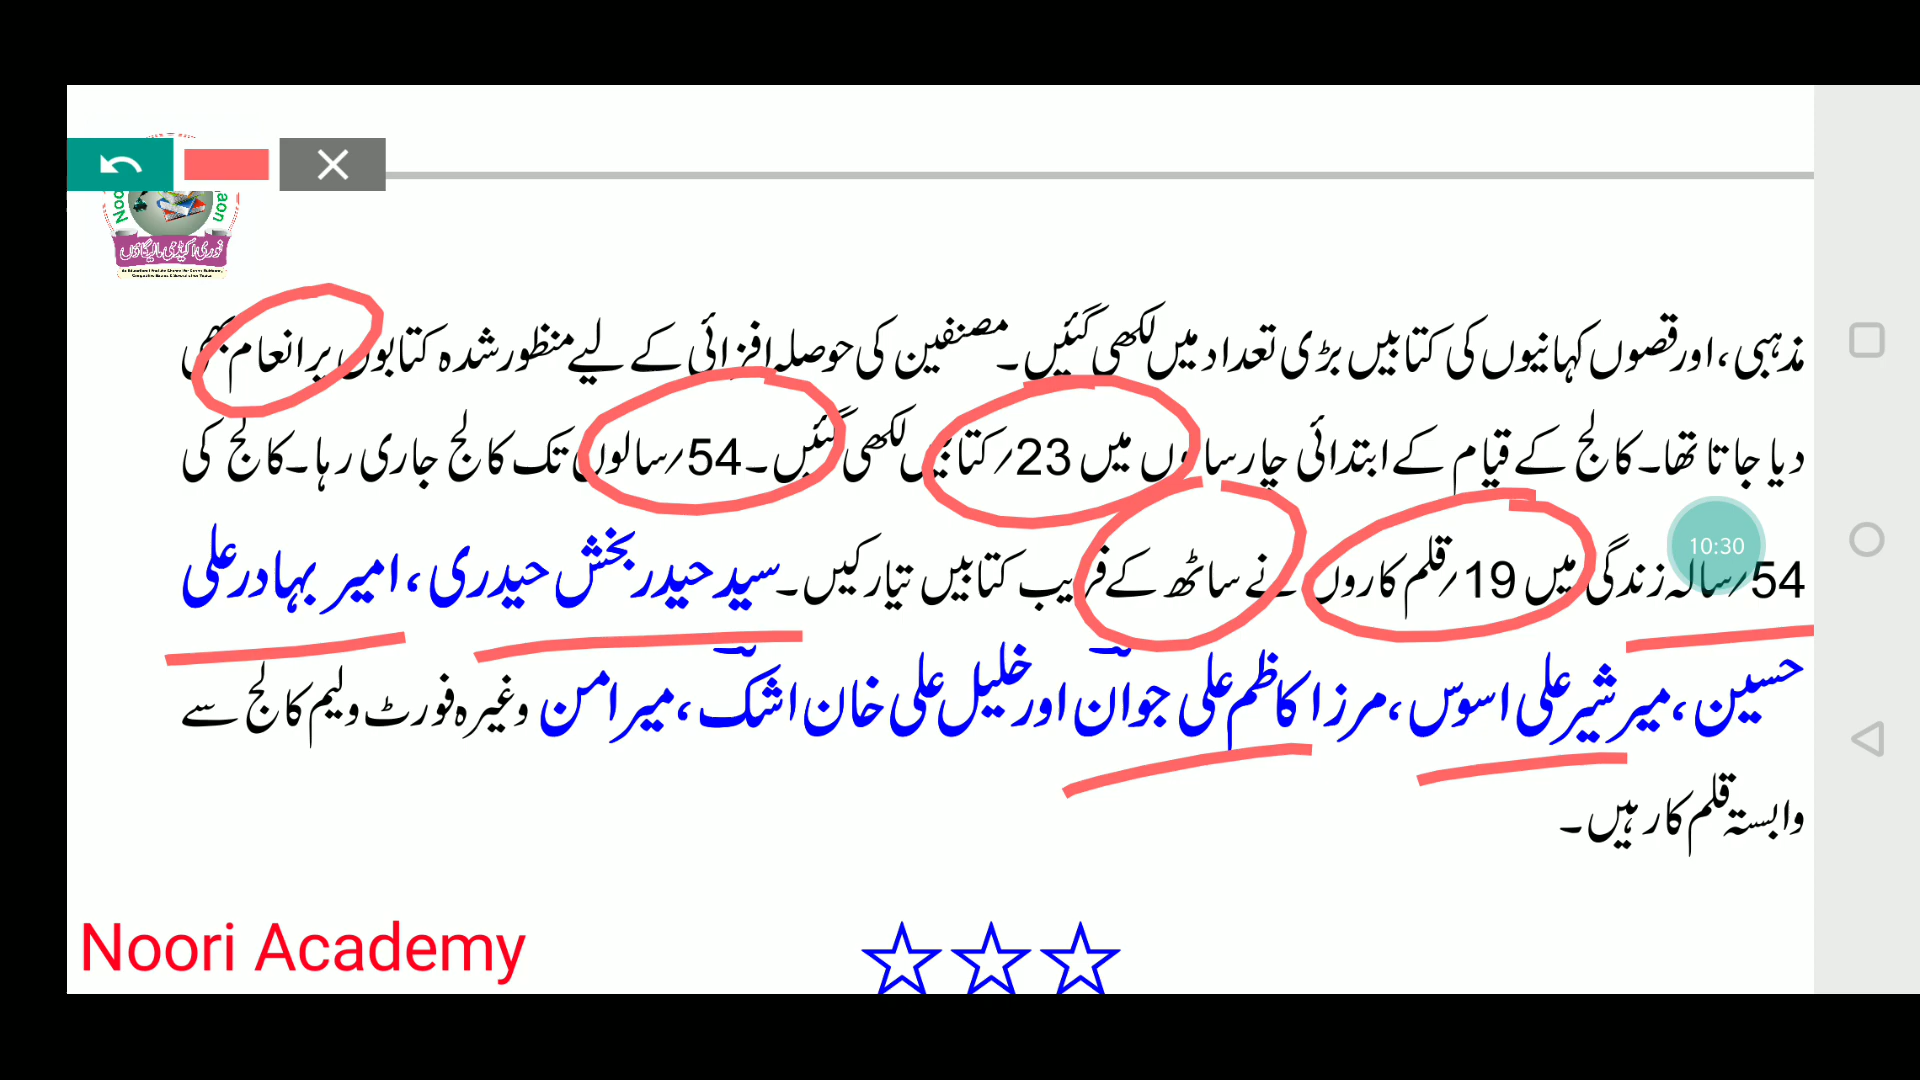 نوری اکیڈمی مالیگاؤں
مذہبی، اور قصوں کہانیوں کی کتابیں بڑی تعداد میں لکھی گئیں۔ مصنفین کی حوصلہ افزائی کے لیے منظور شدہ کتابوں پر انعام بھی
دیا جاتا تھا۔ کالج کے قیام کے ابتدائی چار سالوں میں 23؍کتابیں لکھی گئیں۔ 54؍سالوں تک کالج جاری رہا۔ کالج کی
10:30
54؍سالہ زندگی میں 19؍قلم کاروں نے ساٹھ کے قریب کتابیں تیار کیں۔ سید حیدر بخش حیدری، امیر بہادر علی
حسین، میر شیر علی اسوس، مرزا کاظم علی جوان اور خلیل علی خان اشک، میر امن وغیرہ فورٹ ولیم کالج سے
وابستہ قلم کار ہیں۔
Noori Academy